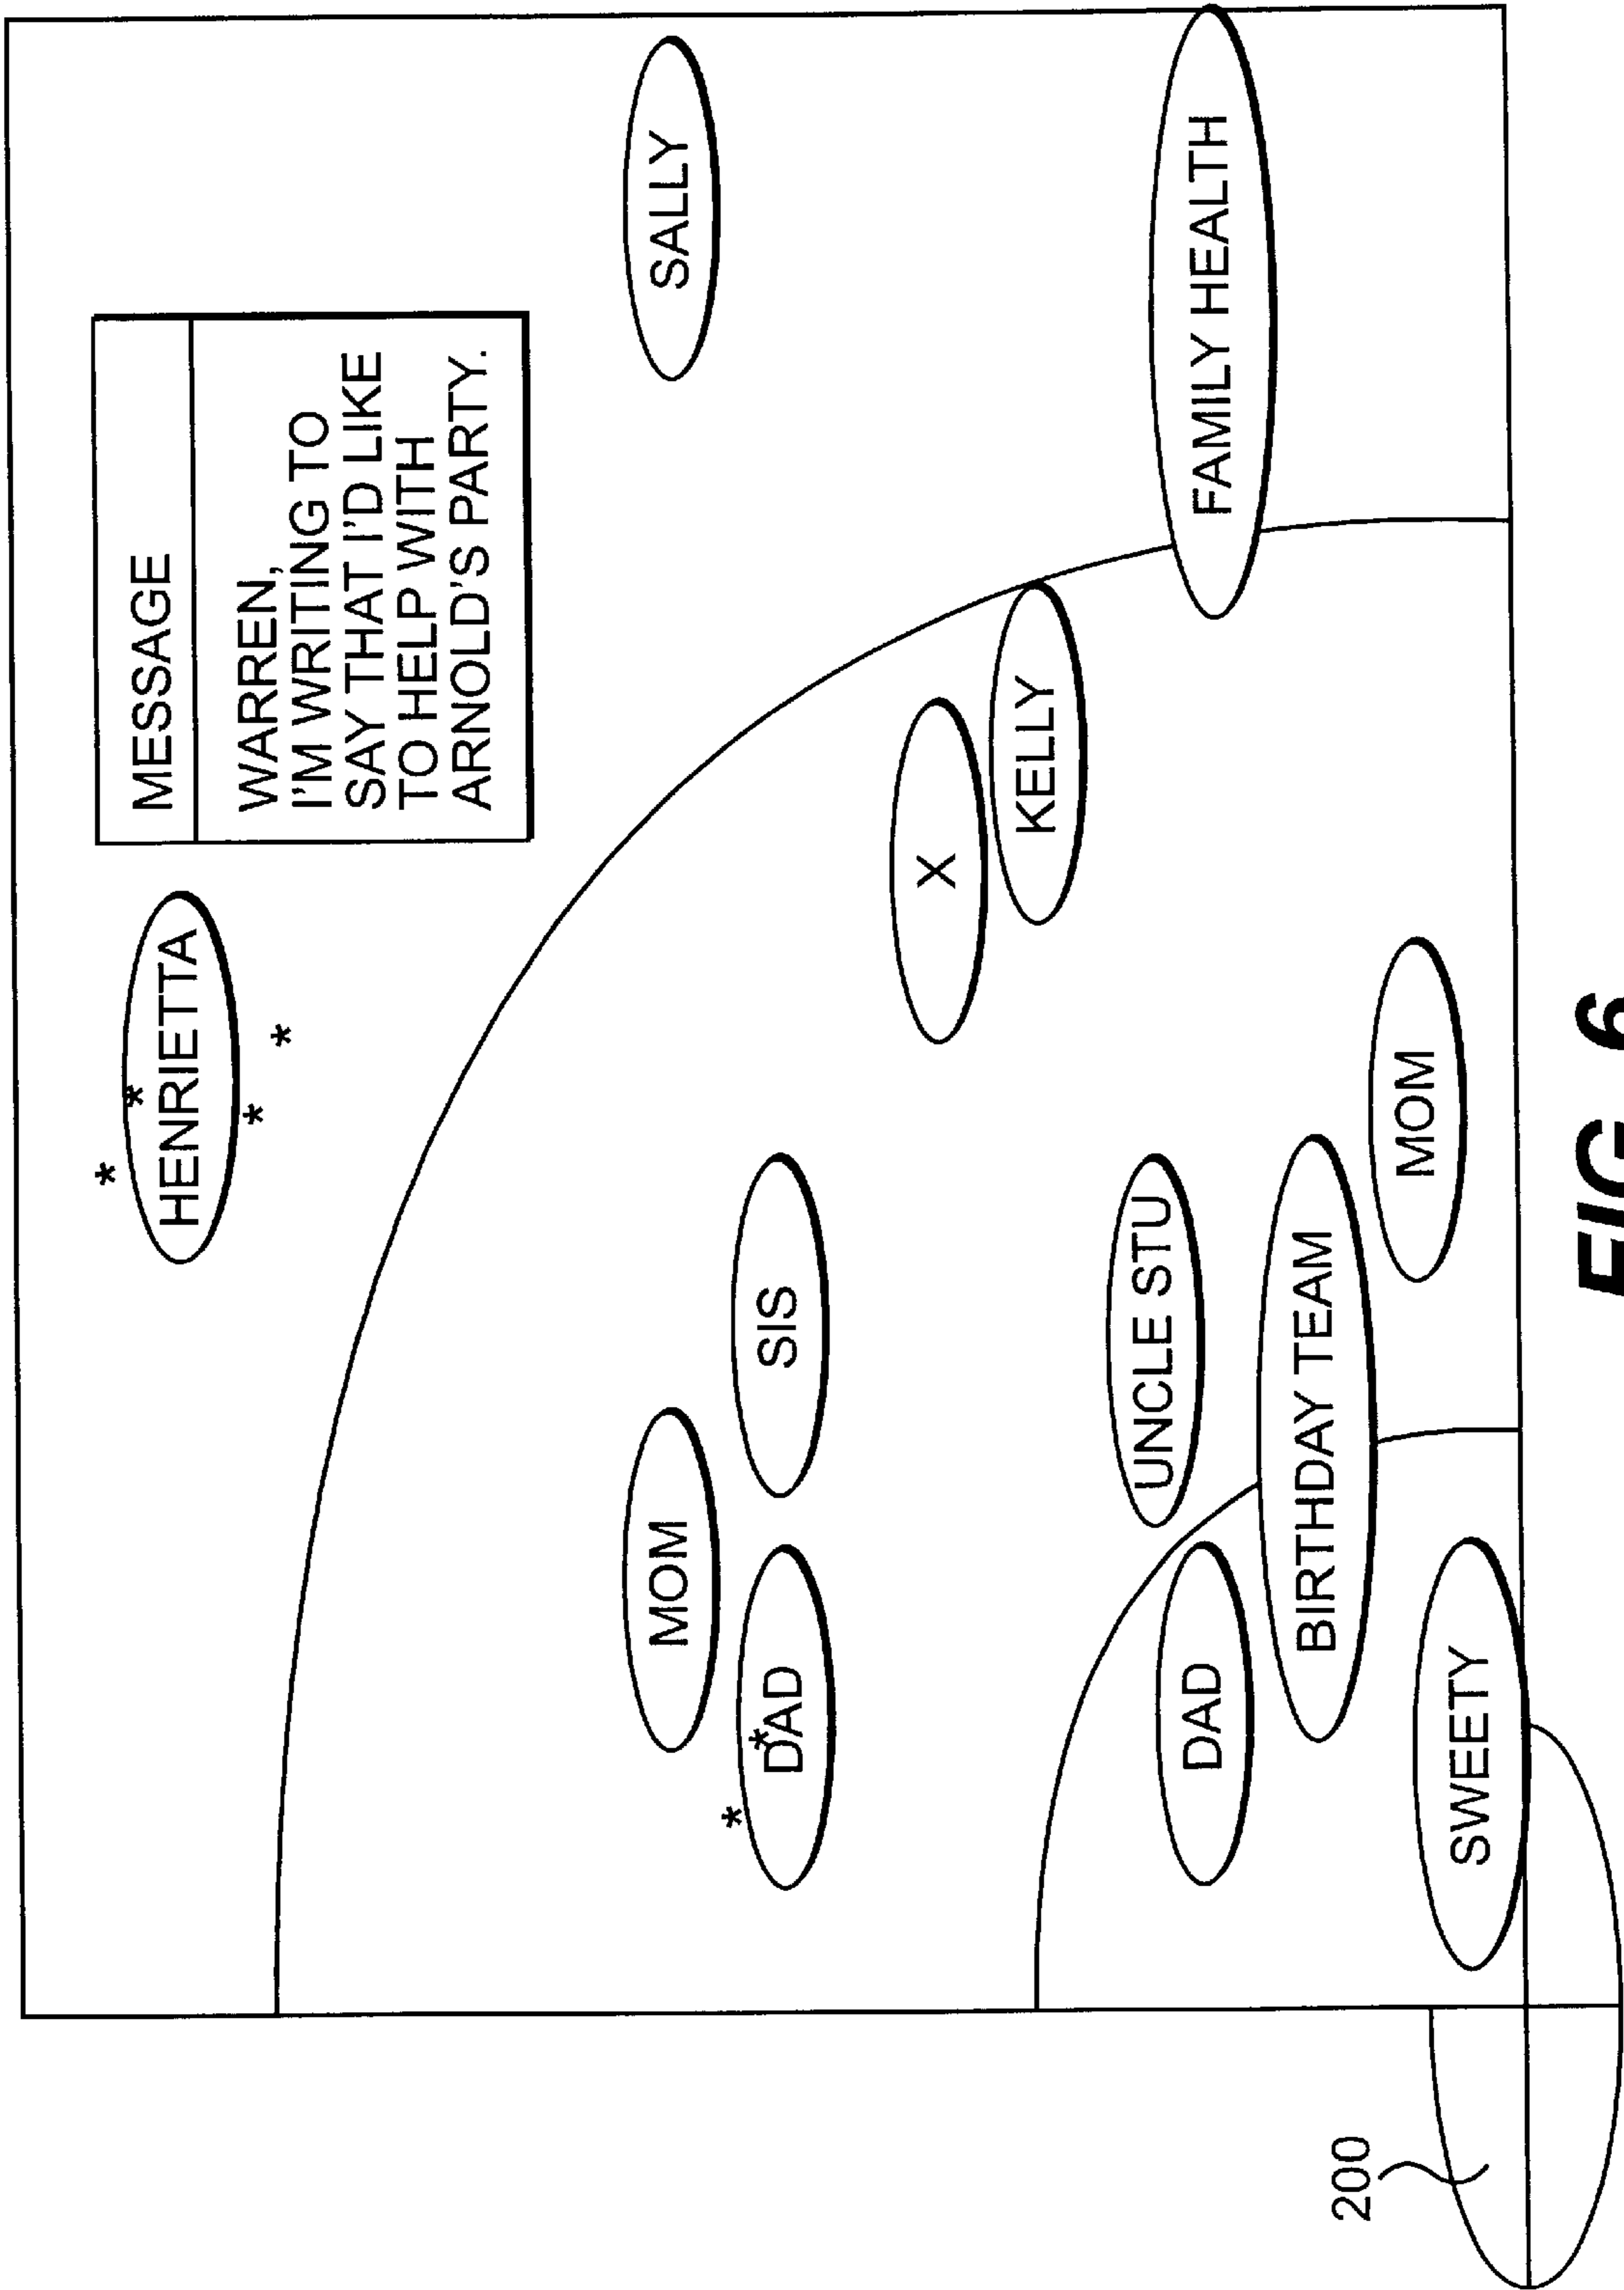 HENRIETTA
*
*
*
*
MESSAGE
WARREN,
I'M WRITING TO
SAY THAT I'D LIKE
TO HELP WITH
ARNOLD'S PARTY.
SALLY
MOM
SIS
DAD
*
*
X
KELLY
UNCLE STU
DAD
FAMILY HEALTH
BIRTHDAY TEAM
MOM
SWEETY
200
FIG. 6